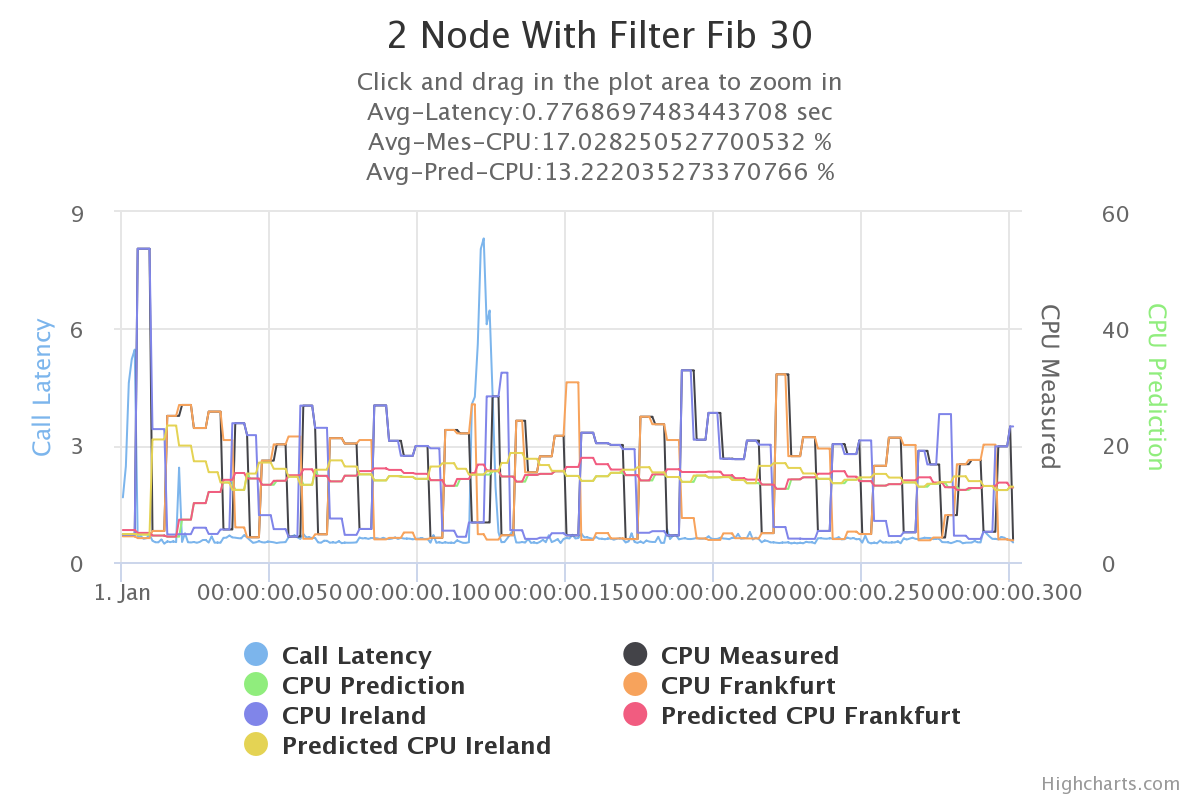 2 Node With Filter Fib 30
Click and drag in the plot area to zoom in
Avg-Latency:0.7768697483443708 sec
Avg-Mes-CPU:17.028250527700532 %
Avg-Pred-CPU:13.222035273370766 %
9
6
3
0
Call Latency
60
40
20
0
CPU Measured
CPU Prediction
1. Jan
00:00:00.050
00:00:00.100
00:00:00.150
00:00:00.200
00:00:00.250
00:00:00.300
Call Latency
CPU Measured
CPU Prediction
CPU Frankfurt
CPU Ireland
Predicted CPU Frankfurt
Predicted CPU Ireland
Highcharts.com